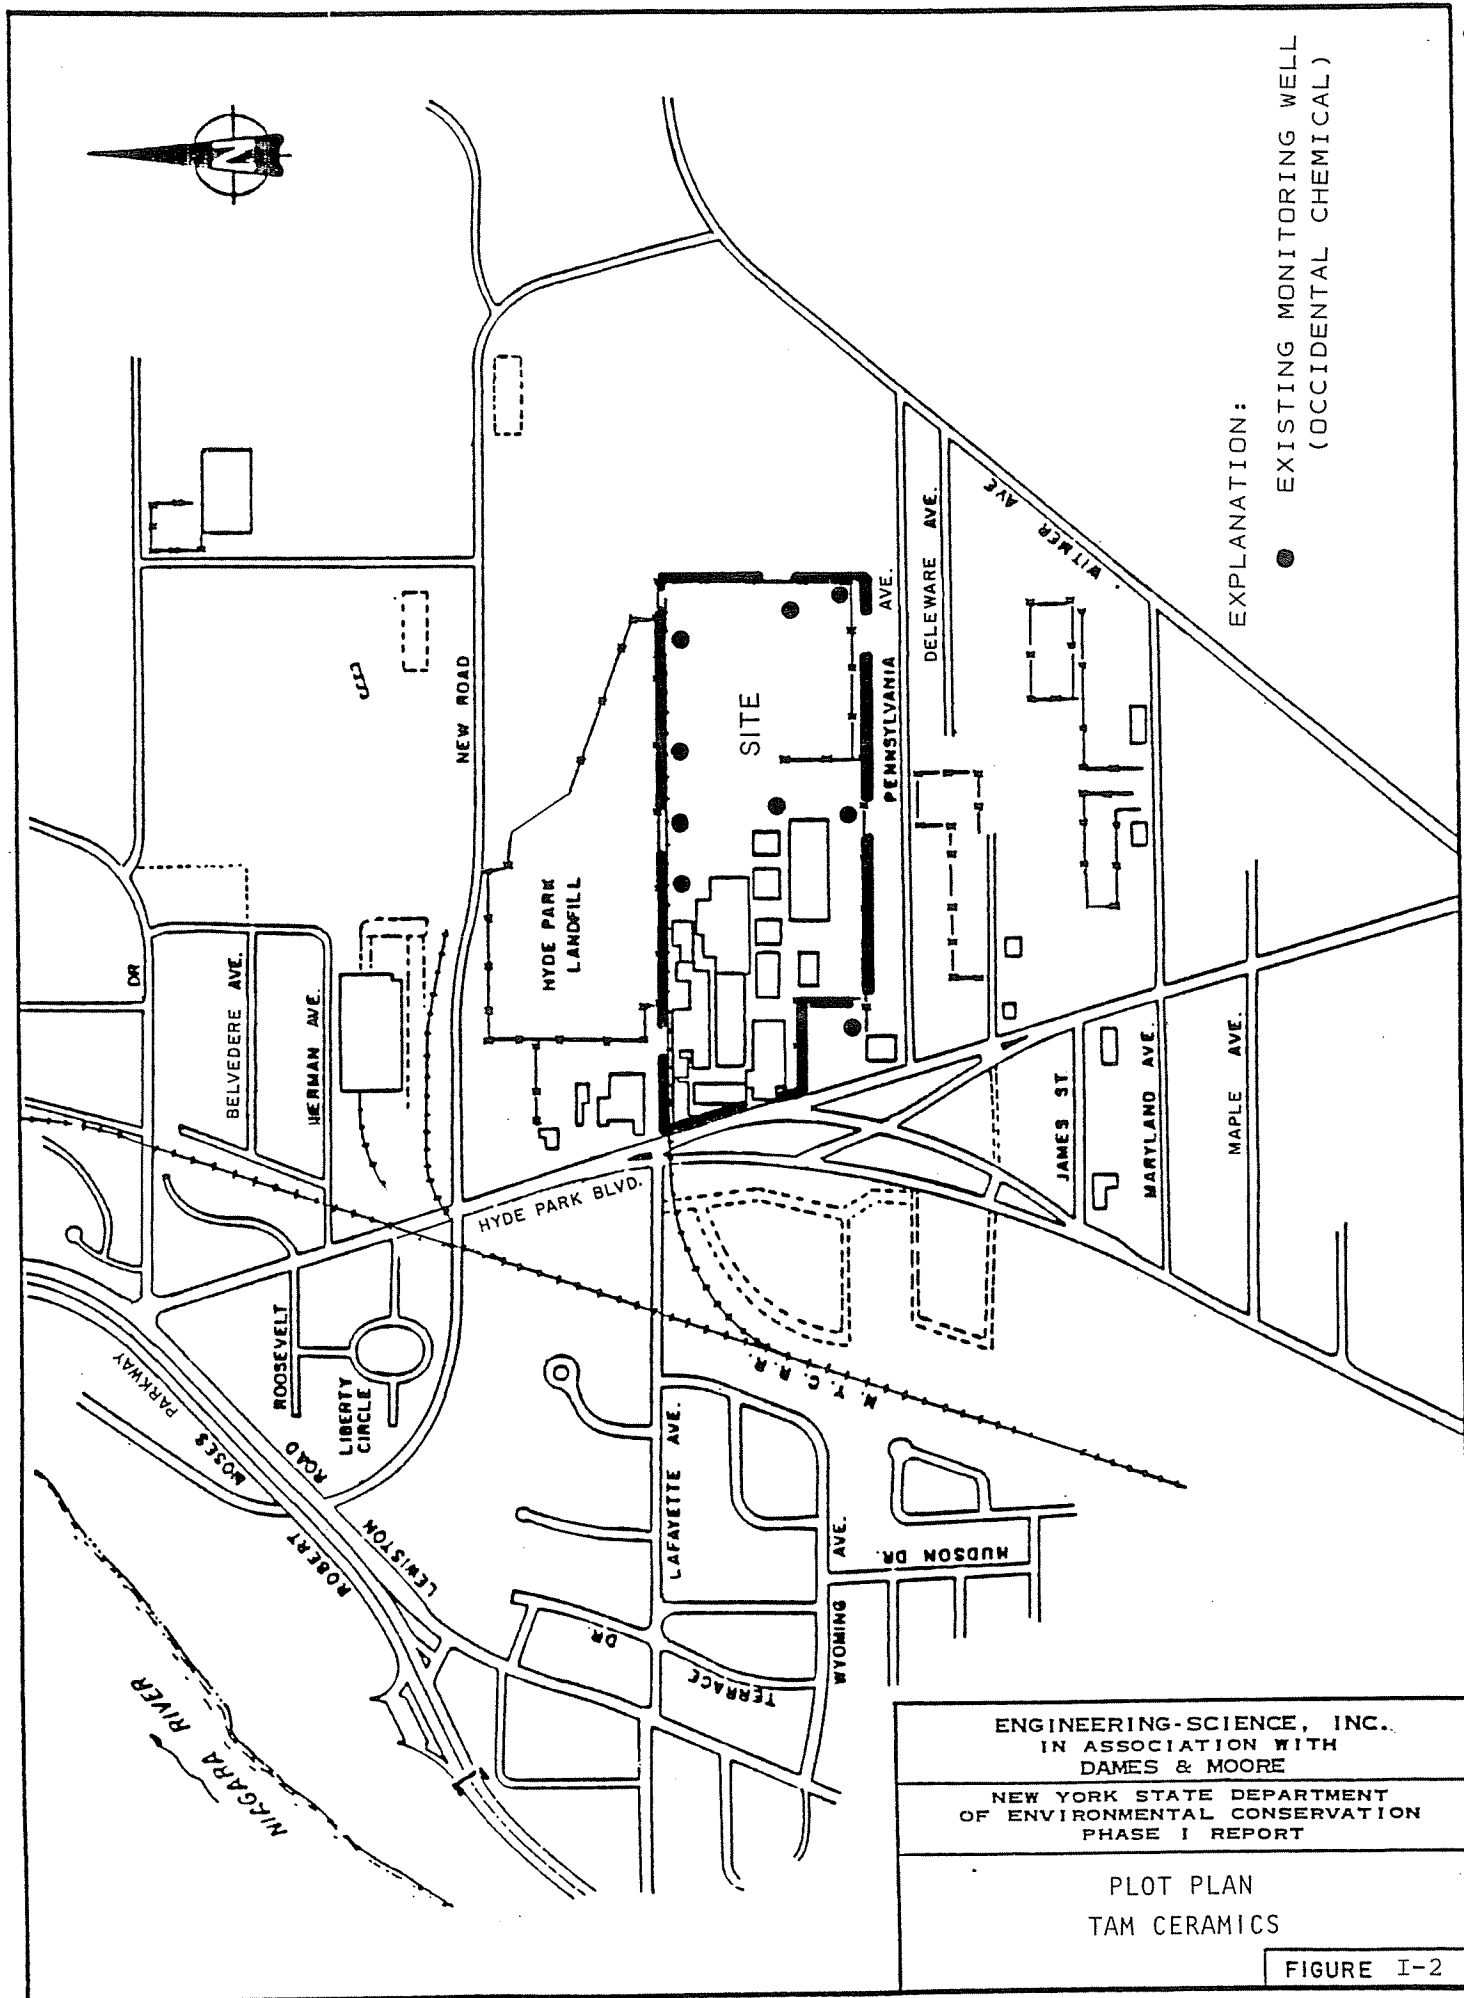 N
EXPLANATION:
EXISTING MONITORING WELL
(OCCIDENTAL CHEMICAL)
NEW ROAD
HYDE PARK
LANDFILL
SITE
PENNSYLVANIA AVE.
DELEWARE AVE.
WITMER AVE
DR
BELVEDERE AVE.
HERMAN AVE.
HYDE PARK BLVD.
JAMES ST.
MARYLAND AVE.
MAPLE AVE.
ROOSEVELT
LIBERTY
CIRCLE
ROBERT MOSES PARKWAY
LEWISTON ROAD
N. Y. C. R. R.
LAFAYETTE AVE.
WYOMING AVE.
HUDSON DR.
TERRACE DR.
NIAGARA RIVER
ENGINEERING-SCIENCE, INC.
IN ASSOCIATION WITH
DAMES & MOORE
NEW YORK STATE DEPARTMENT
OF ENVIRONMENTAL CONSERVATION
PHASE I REPORT
PLOT PLAN
TAM CERAMICS
FIGURE I-2